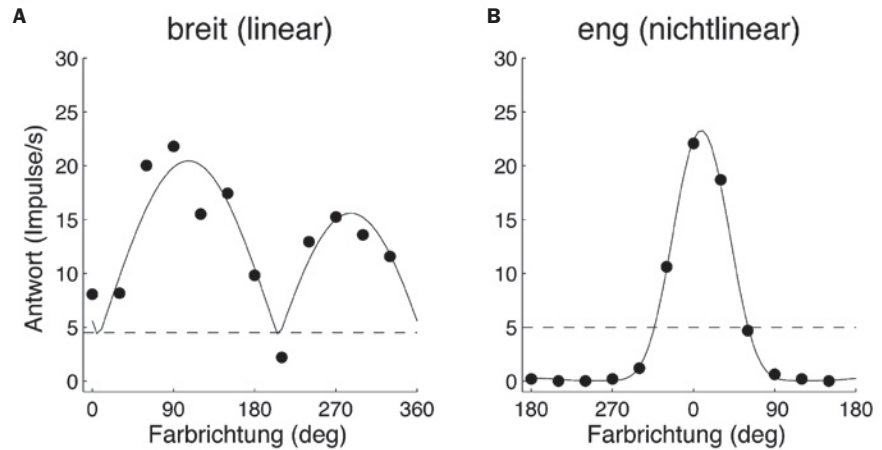 A
breit (linear)
30
25
20
15
10
5
0
Antwort (Impulse/s)
0 90 180 270 360
Farbrichtung (deg)
B
eng (nichtlinear)
30
25
20
15
10
5
0
180 270 0 90 180
Farbrichtung (deg)